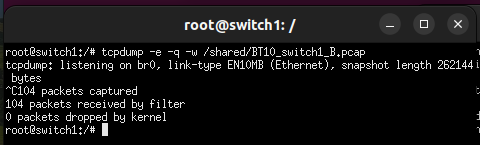 root@switch1: /
root@switch1:/# tcpdump -e -q -w /shared/BT10_switch1_B.pcap
tcpdump: listening on br0, link-type EN10MB (Ethernet), snapshot length 262144
 bytes
^C104 packets captured
104 packets received by filter
0 packets dropped by kernel
root@switch1:/#